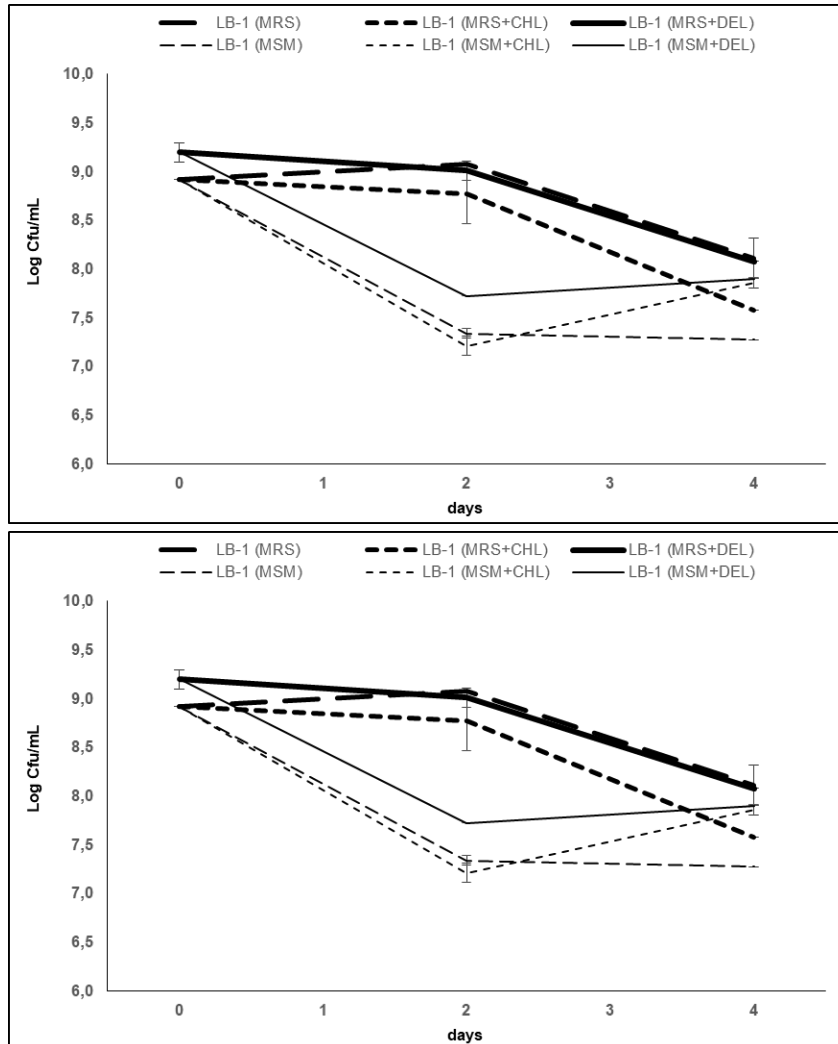 LB-1 (MRS) LB-1 (MRS+CHL) LB-1 (MRS+DEL)
LB-1 (MSM) LB-1 (MSM+CHL) LB-1 (MSM+DEL)
10,0
9,5
9,0
8,5
8,0
7,5
7,0
6,5
6,0
Log Cfu/mL
0 1 2 3 4
days
LB-1 (MRS) LB-1 (MRS+CHL) LB-1 (MRS+DEL)
LB-1 (MSM) LB-1 (MSM+CHL) LB-1 (MSM+DEL)
10,0
9,5
9,0
8,5
8,0
7,5
7,0
6,5
6,0
Log Cfu/mL
0 1 2 3 4
days